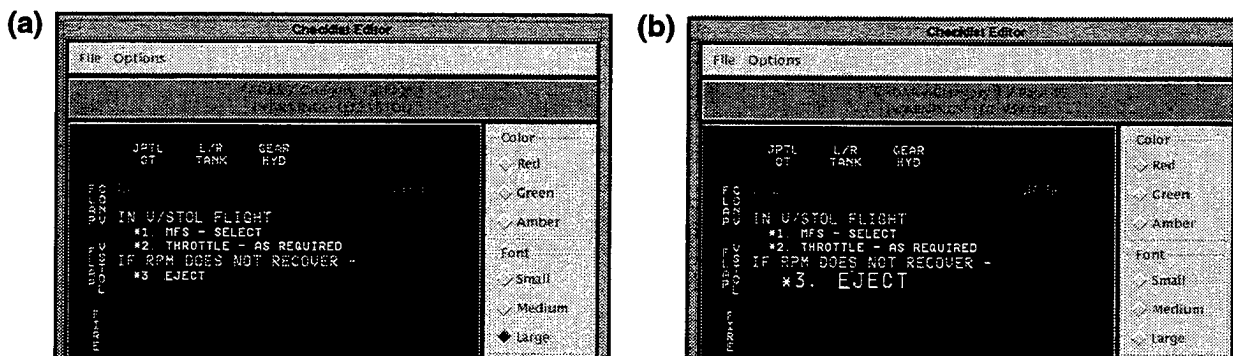 (a)
Checklist Editor
File Options
JPTL L/R GEAR
OT TANK HYD
IN V/STOL FLIGHT
*1. MFS - SELECT
*2. THROTTLE - AS REQUIRED
IF RPM DOES NOT RECOVER -
*3 EJECT
Color
Red
Green
Amber
Font
Small
Medium
Large
(b)
Checklist Editor
File Options
JPTL L/R GEAR
OT TANK HYD
IN V/STOL FLIGHT
*1. MFS - SELECT
*2. THROTTLE - AS REQUIRED
IF RPM DOES NOT RECOVER -
*3. EJECT
Color
Red
Green
Amber
Font
Small
Medium
Large